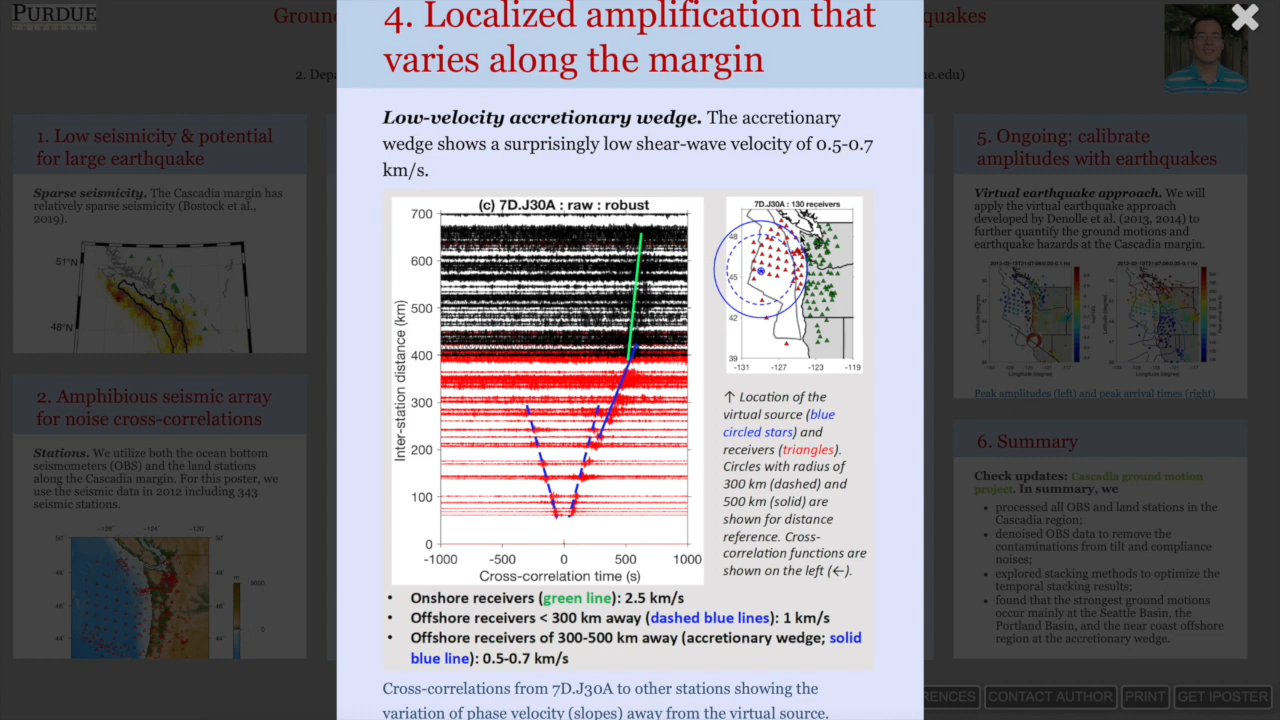 PURDUE
Groun
quakes
2. Depa
ue.edu)
4. Localized amplification that
varies along the margin
Low-velocity accretionary wedge. The accretionary
wedge shows a surprisingly low shear-wave velocity of 0.5-0.7
km/s.
(c) 7D.J30A : raw : robust
700
600
500
400
300
200
100
0
Inter-station distance (km)
-1000 -500 0 500 1000
Cross-correlation time (s)
7D.J30A : 130 receivers
48
45
42
39
-131 -127 -123 -119
↑ Location of the
virtual source (blue
circled stars) and
receivers (triangles).
Circles with radius of
300 km (dashed) and
500 km (solid) are
shown for distance
reference. Cross-
correlation functions are
shown on the left (←).
• Onshore receivers (green line): 2.5 km/s
• Offshore receivers < 300 km away (dashed blue lines): 1 km/s
• Offshore receivers of 300-500 km away (accretionary wedge; solid
blue line): 0.5-0.7 km/s
Cross-correlations from 7D.J30A to other stations showing the
variation of phase velocity (slopes) away from the virtual source.
1. Low seismicity & potential
for large earthquake
Sparse seismicity. The Cascadia margin has
relatively sparse seismicity (Bostock et al.,
2019).
51°N
48°N
2. Amphibious seismic array
for noise cross-correlations
Stations. We utilize both the ocean bottom
seismometers (OBS) and the land stations
along the Cascadia Margin. For this poster, we
use the seismic data in 2012 including 343
seismic stations.
5. Ongoing: calibrate
amplitudes with earthquakes
Virtual earthquake approach. We will
apply the virtual earthquake approach
developed by Denolle et al. (2013, 2014) to
further quantify the ground motions and
earthquake hazards at the Cascadia margin.
Peak amplitudes (left) and peak arrival times (right)
6. Summary
Check updates: Cascadia ground motion
project. In summary, we
• processed all OBS and land stations in the
Cascadia region;
• denoised OBS data to remove the
contaminations from tilt and compliance
noises;
• explored stacking methods to optimize the
temporal stacking results;
• found that the strongest ground motions
occur mainly at the Seattle Basin, the
Portland Basin, and the near coast offshore
region at the accretionary wedge.
RENCES CONTACT AUTHOR PRINT GET IPOSTER